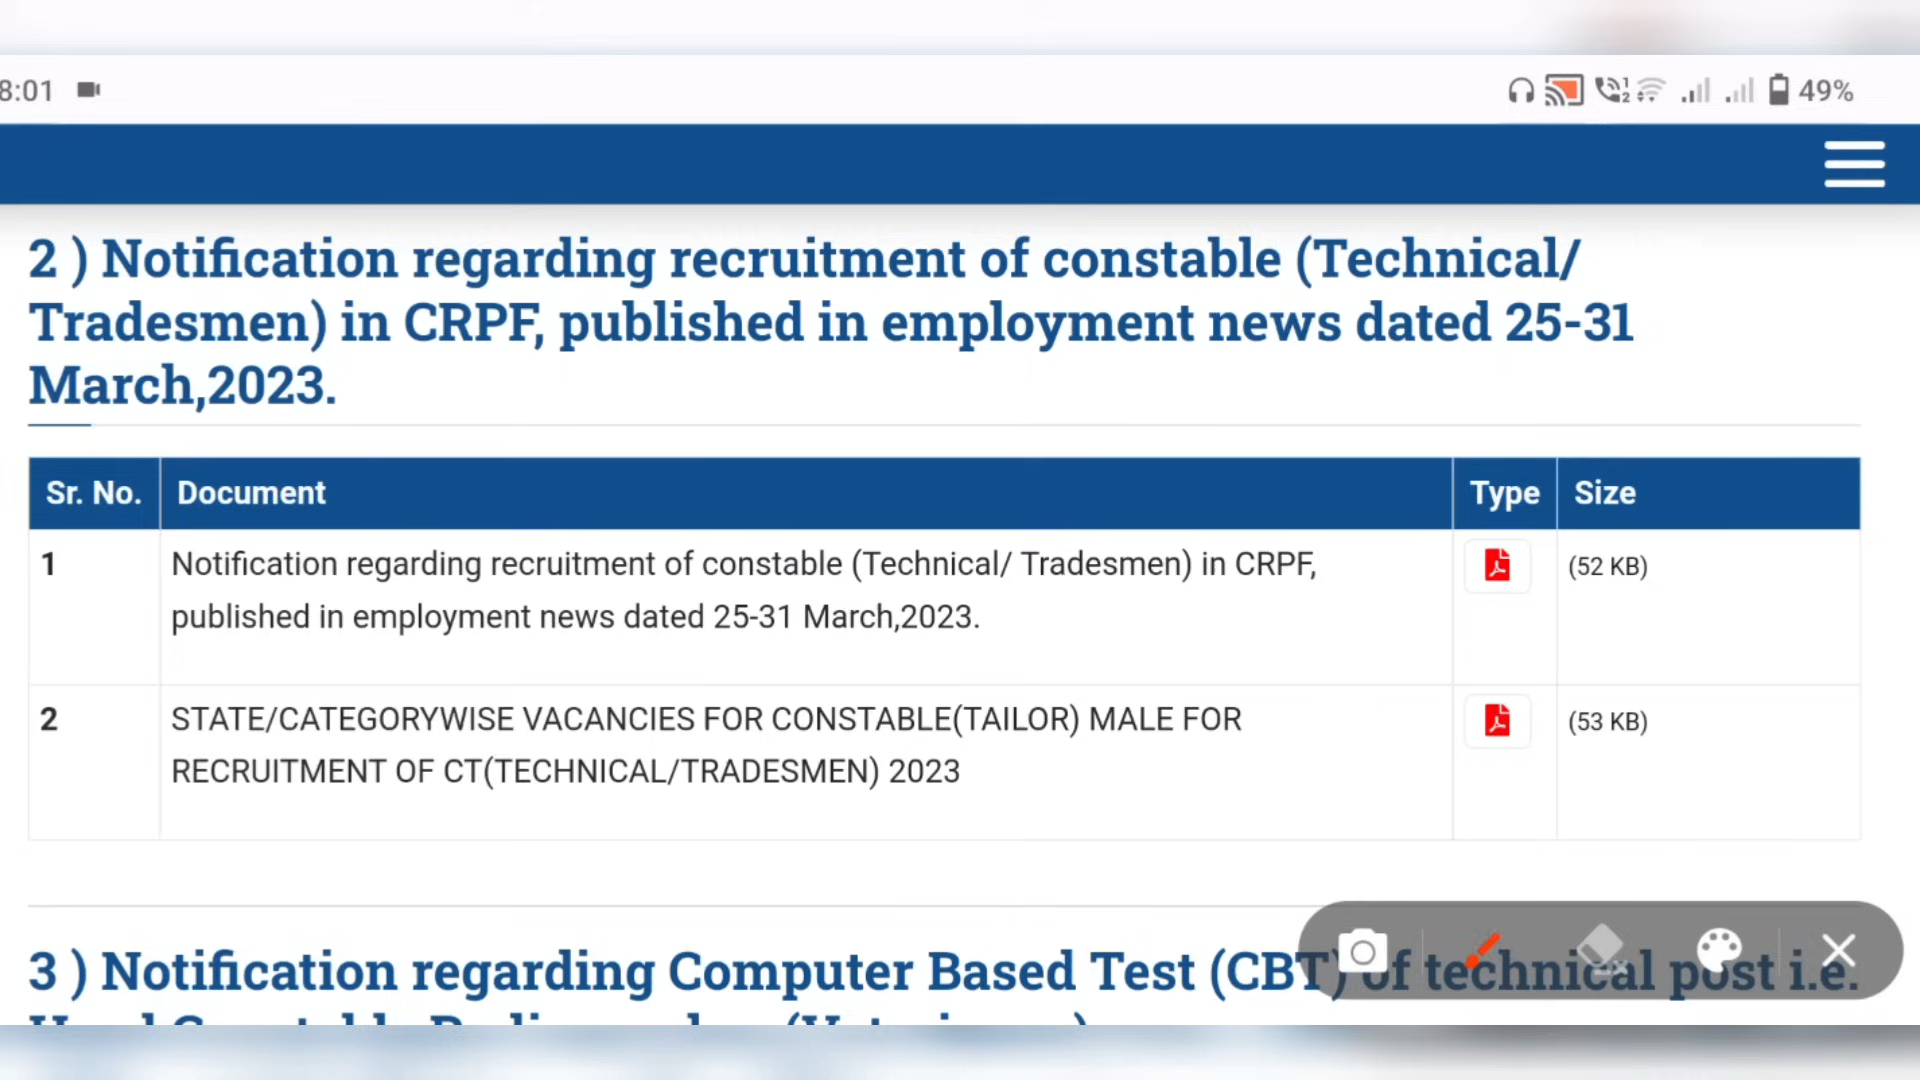 8:01
49%
2 ) Notification regarding recruitment of constable (Technical/
Tradesmen) in CRPF, published in employment news dated 25-31
March,2023.
Sr. No. Document Type Size
1 Notification regarding recruitment of constable (Technical/ Tradesmen) in CRPF, (52 KB)
published in employment news dated 25-31 March,2023.
2 STATE/CATEGORYWISE VACANCIES FOR CONSTABLE(TAILOR) MALE FOR (53 KB)
RECRUITMENT OF CT(TECHNICAL/TRADESMEN) 2023
3 ) Notification regarding Computer Based Test (CBT) of technical post i.e.